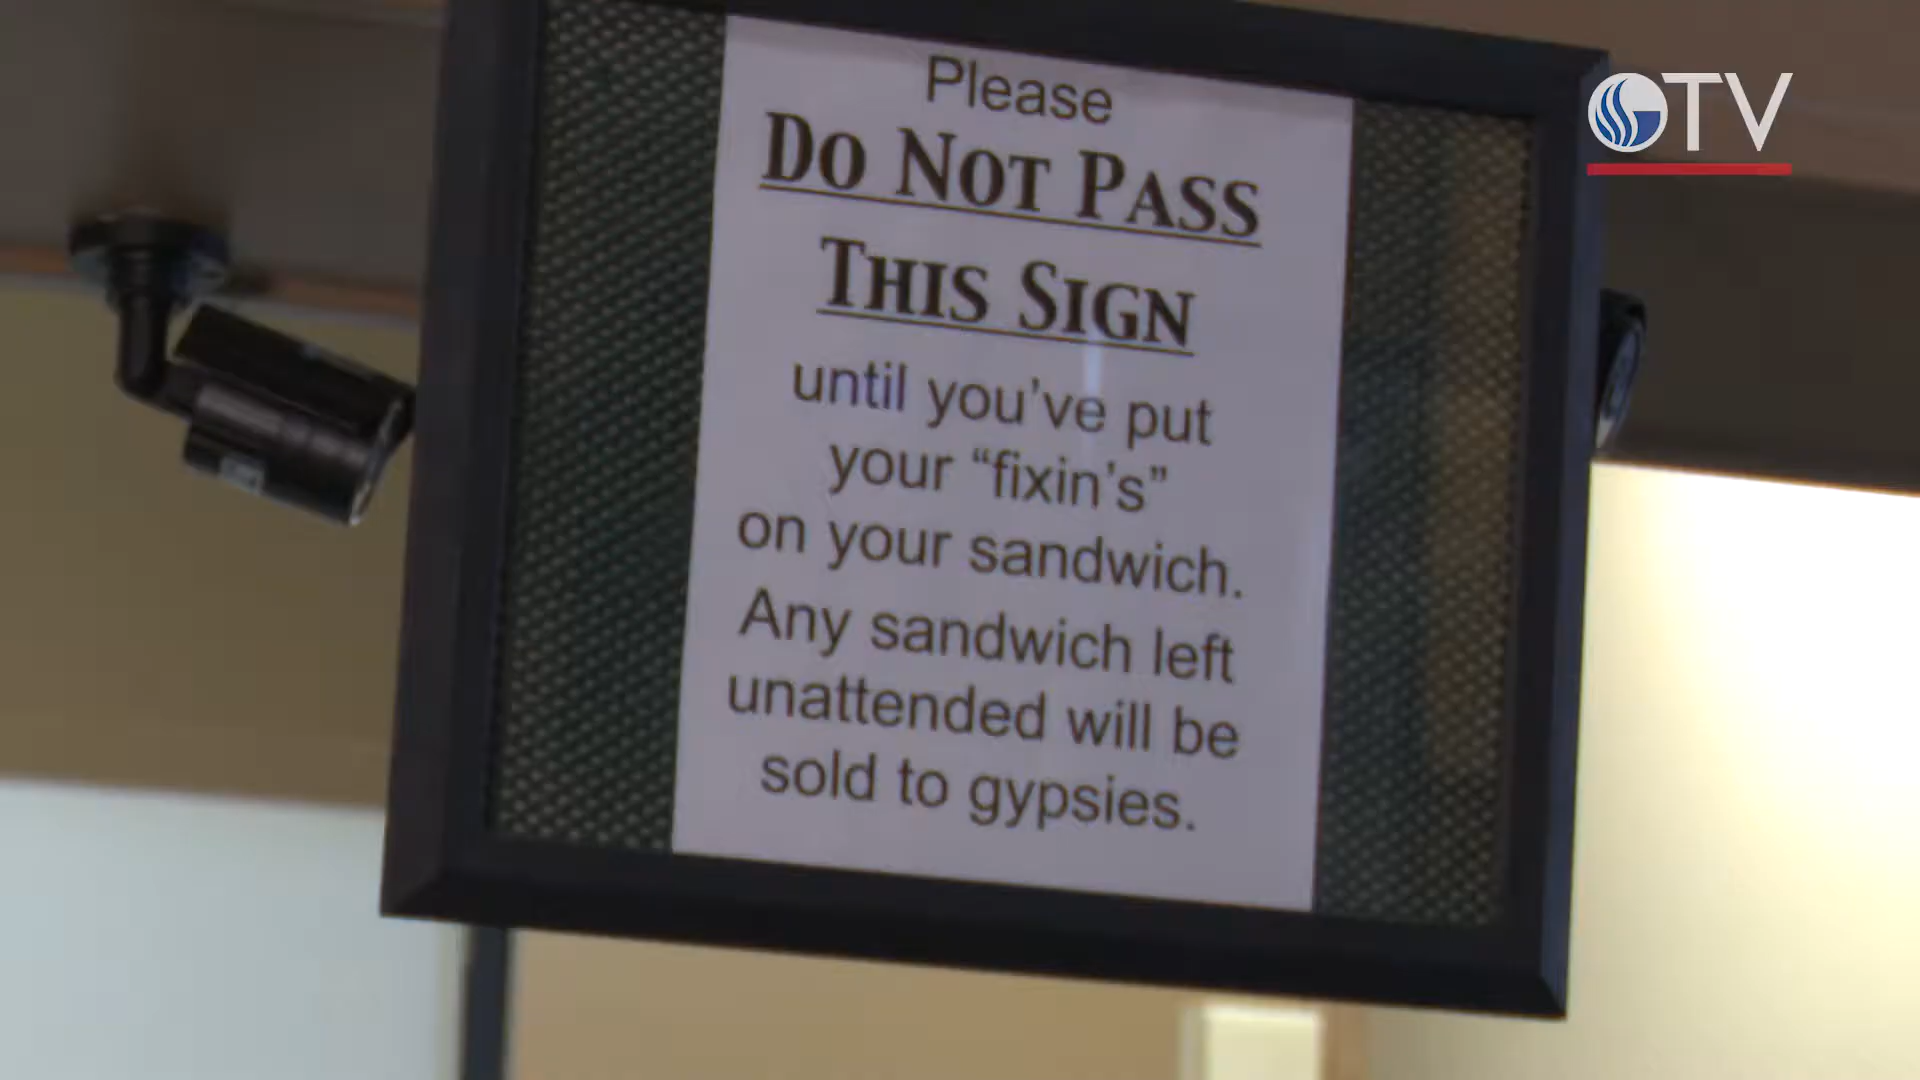 Please
DO NOT PASS
THIS SIGN
until you've put
your “fixin's”
on your sandwich.
Any sandwich left
unattended will be
sold to gypsies.
TV